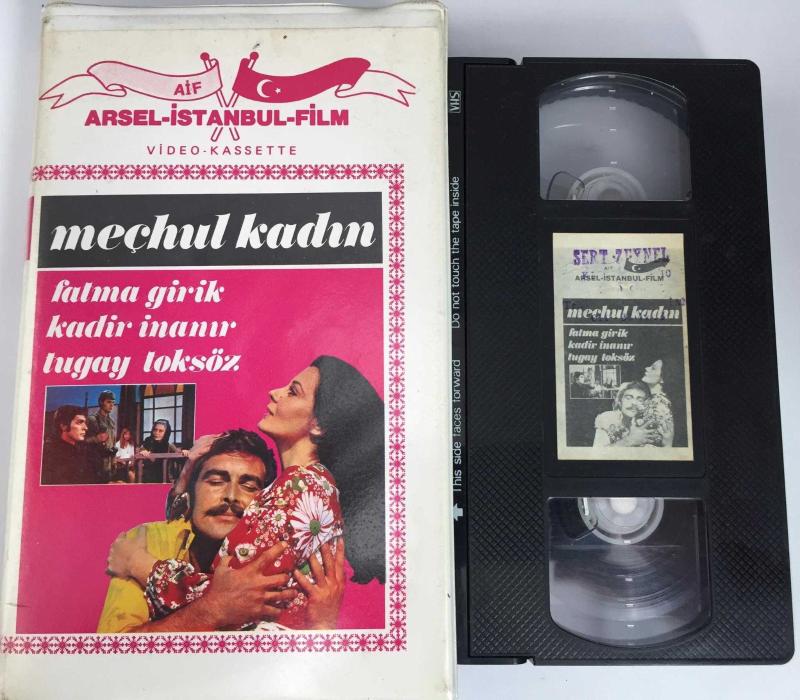 AİF
ARSEL-İSTANBUL-FİLM
VİDEO-KASSETTE
meçhul kadın
fatma girik
kadir inanır
tugay toksöz
VHS
Do not touch the tape inside
This side faces forward
SERT ZEYNEL
AİF
ARSEL-İSTANBUL-FİLM
meçhul kadın
fatma girik
kadir inanır
tugay toksöz